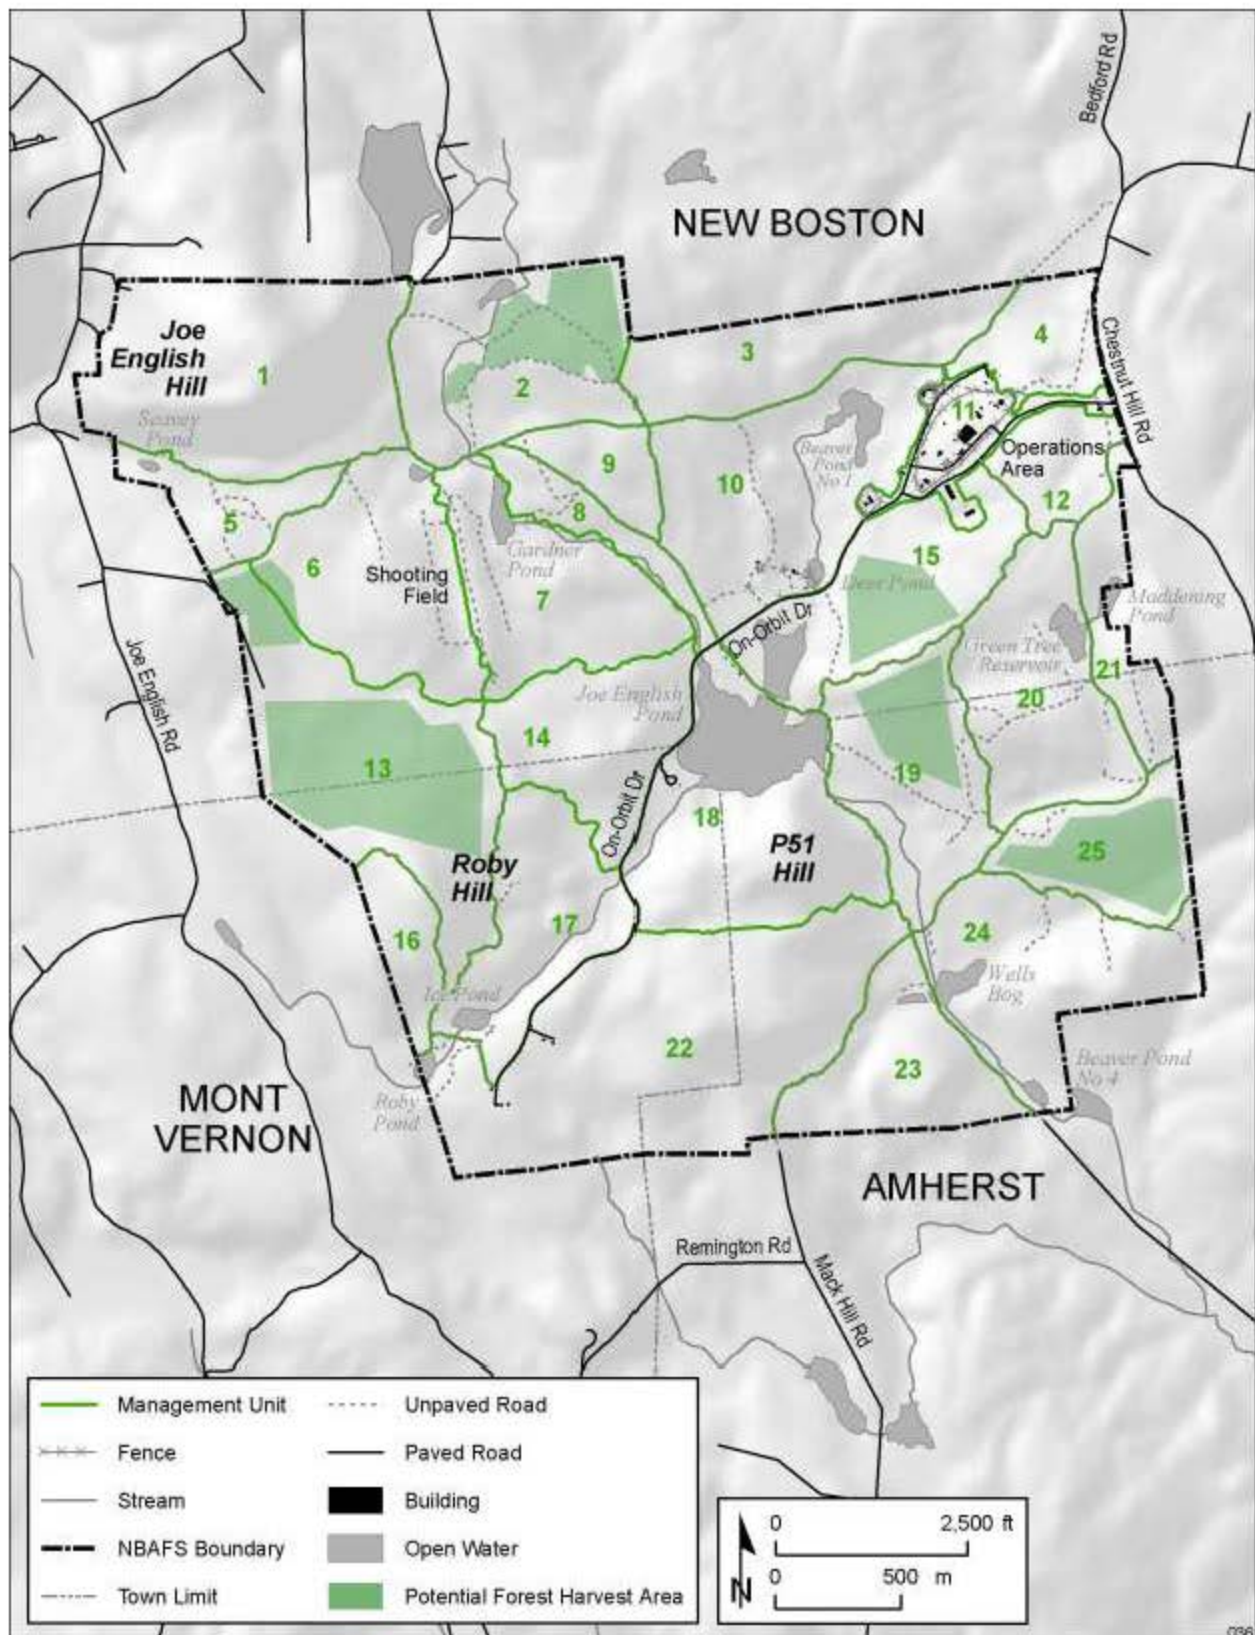 Bedford Rd
NEW BOSTON
Joe
English
Hill
1
2
3
4
Chestnut Hill Rd
Seavey
Pond
11
Operations
Area
9
10
Beaver
Pond
No 1
12
5
8
6
Shooting
Field
Gardner
Pond
7
15
Deer Pond
Maddening
Pond
On-Orbit Dr
Green Tree
Reservoir
21
20
Joe English Rd
Joe English
Pond
14
13
19
On-Orbit Dr
18
P51
Hill
25
Roby
Hill
16
17
24
Ice Pond
Wells
Bog
22
23
Beaver Pond
No 4
Roby
Pond
MONT
VERNON
AMHERST
Remington Rd
Mack Hill Rd
Management Unit
Fence
Stream
NBAFS Boundary
Town Limit
Unpaved Road
Paved Road
Building
Open Water
Potential Forest Harvest Area
N
0 2,500 ft
0 500 m
036